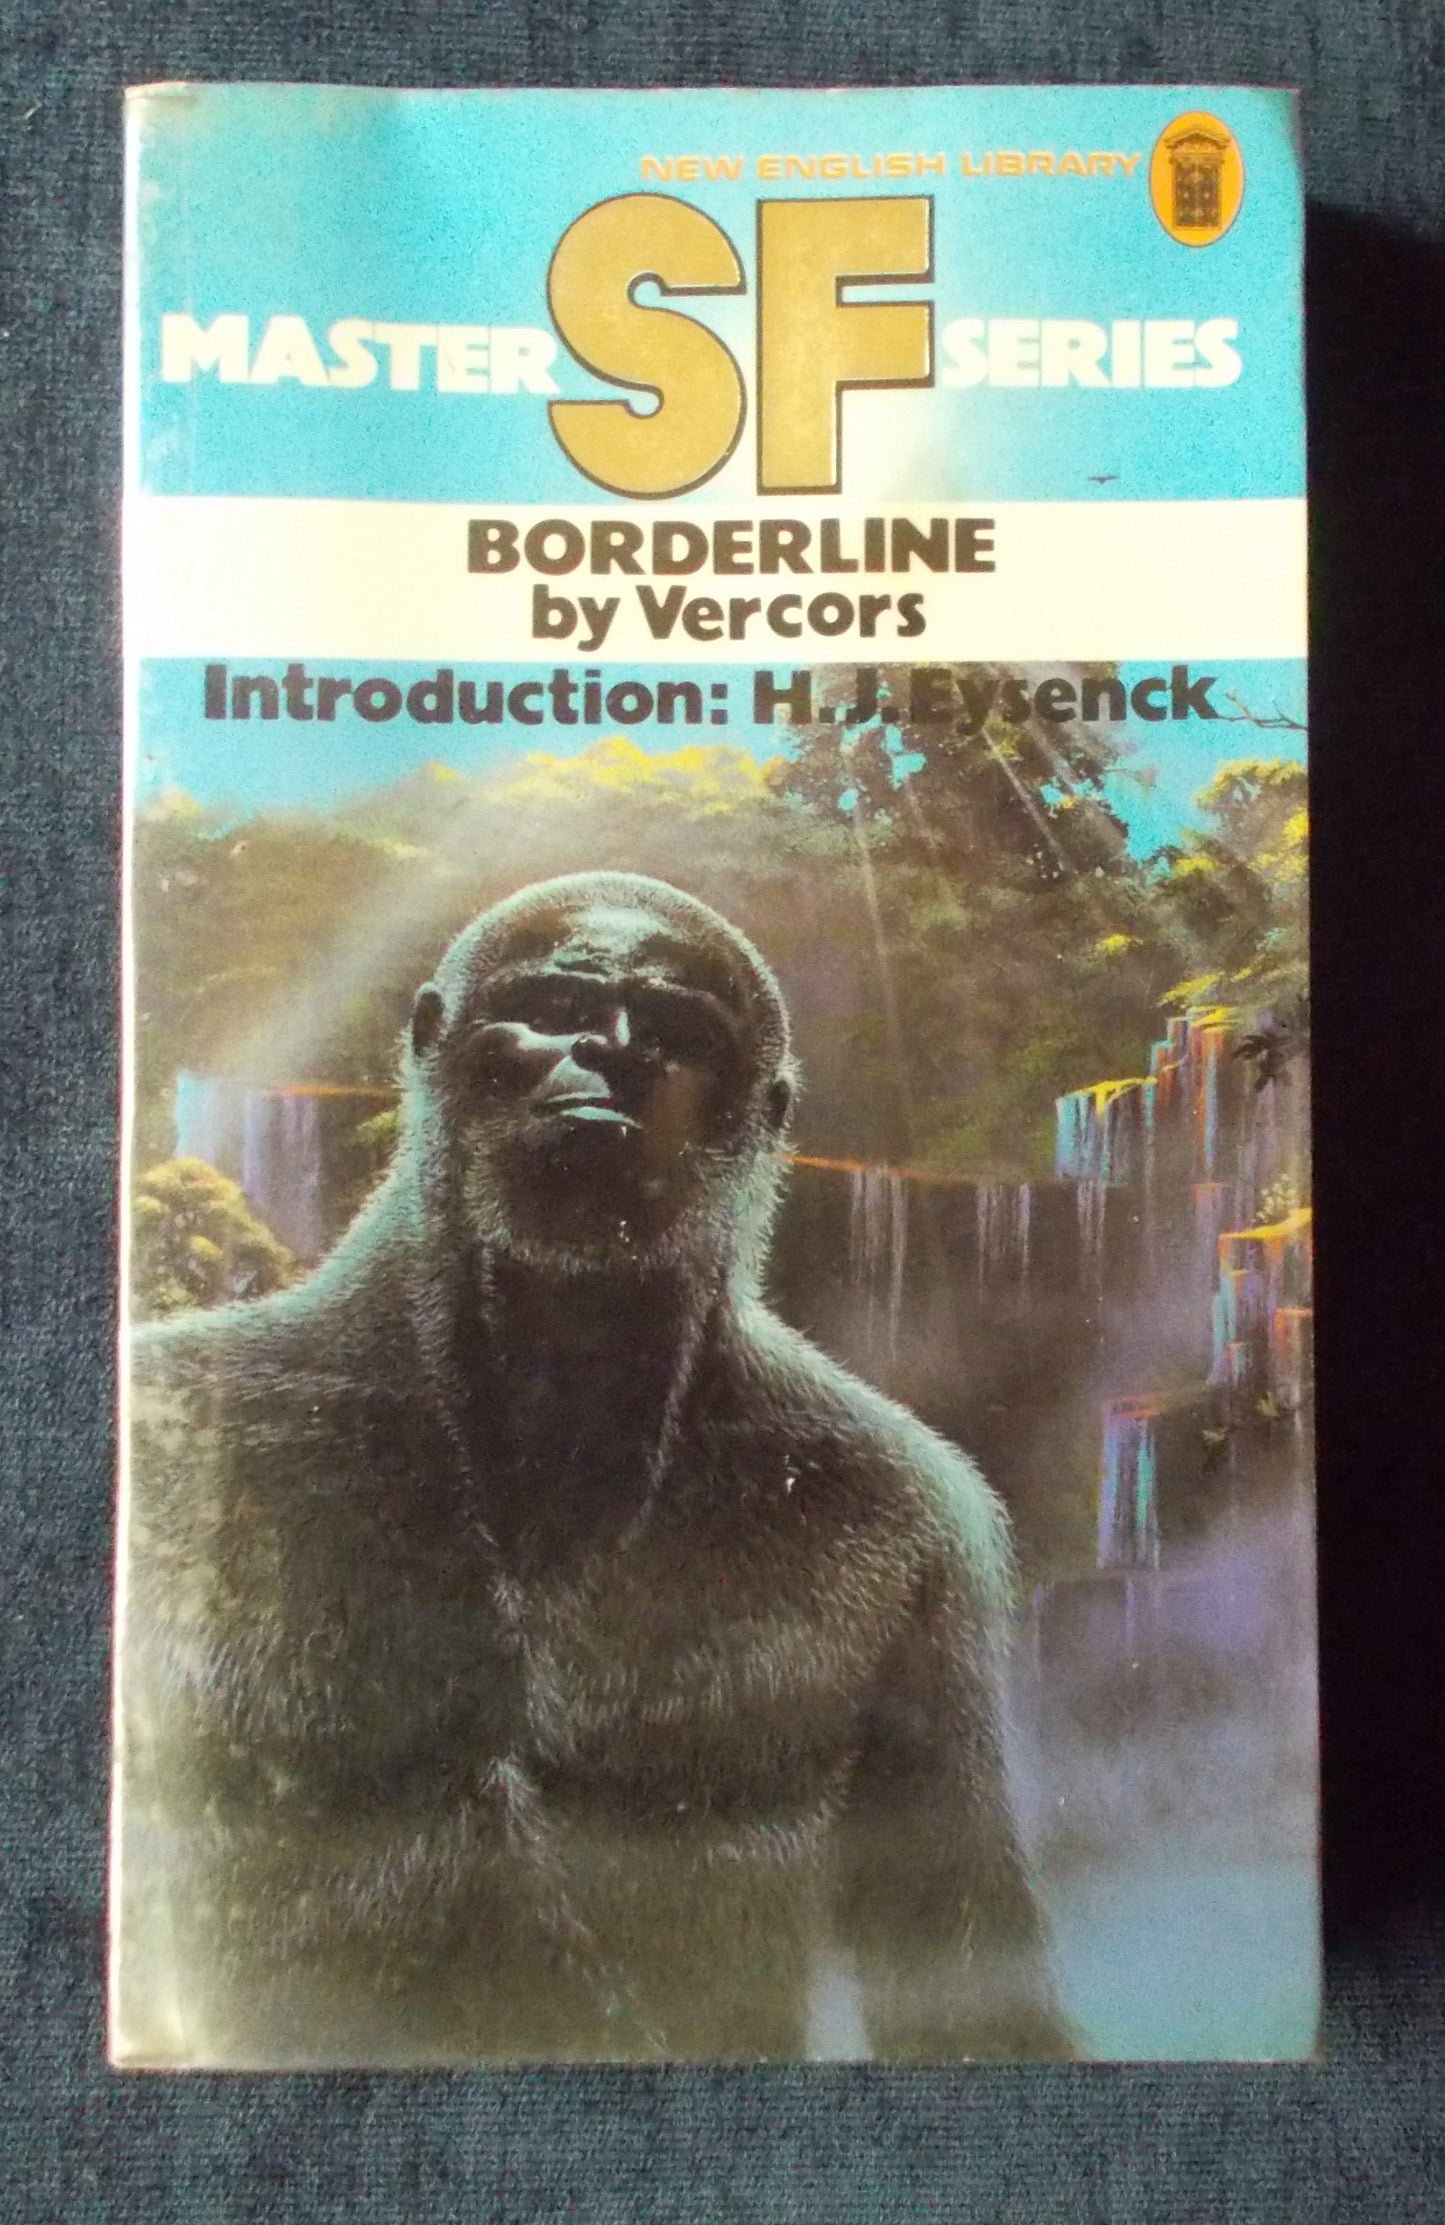 NEW ENGLISH LIBRARY
MASTER SF SERIES
BORDERLINE
by Vercors
Introduction: H.J.Eysenck